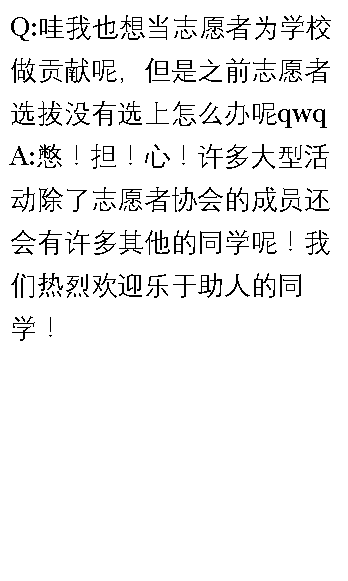 Q:哇我也想当志愿者为学校
做贡献呢，但是之前志愿者
选拔没有选上怎么办呢qwq
A:憋！担！心！许多大型活
动除了志愿者协会的成员还
会有许多其他的同学呢！我
们热烈欢迎乐于助人的同
学！